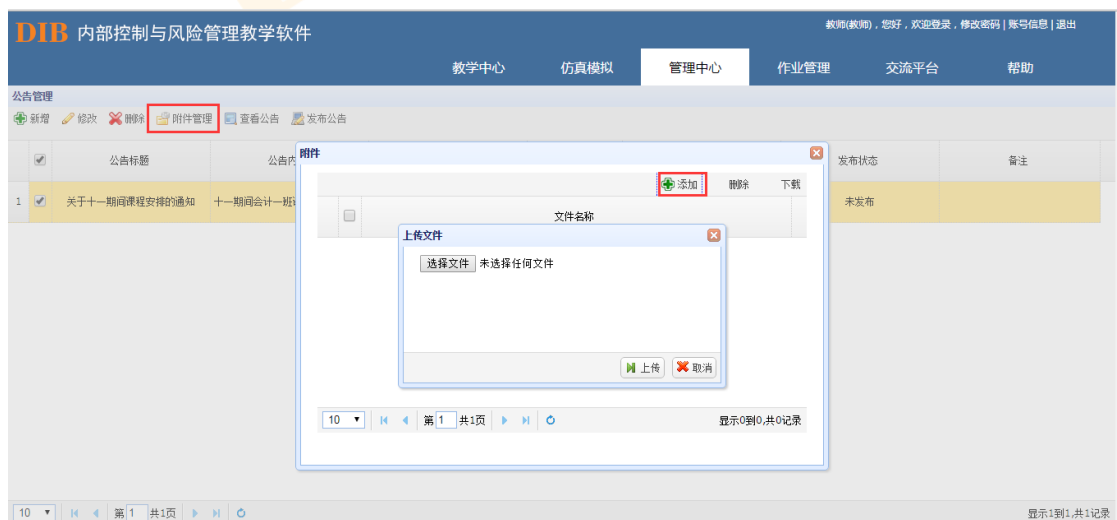 DIB 内部控制与风险管理教学软件
教师(教师)，您好，欢迎登录，修改密码 | 账号信息 | 退出
教学中心 仿真模拟 管理中心 作业管理 交流平台 帮助
公告管理
新增 修改 删除 附件管理 查看公告 发布公告
公告标题 公告内 发布状态 备注
1 关于十一期间课程安排的通知 十一期间会计一班 未发布
附件
添加 删除 下载
文件名称
上传文件
选择文件 未选择任何文件
上传 取消
10 第 1 共1页 显示0到0,共0记录
10 第 1 共1页 显示1到1,共1记录